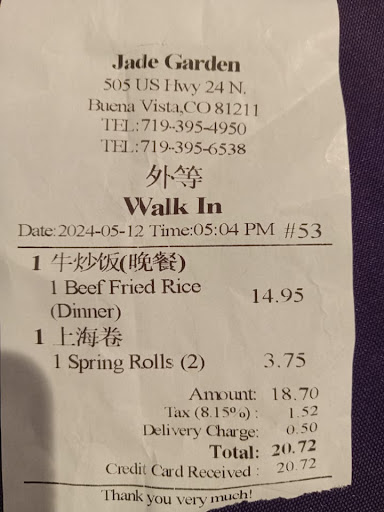 Jade Garden
505 US Hwy 24 N.
Buena Vista,CO 81211
TEL:719-395-4950
TEL:719-395-6538
外等
Walk In
Date:2024-05-12 Time:05:04 PM #53
1 牛炒饭(晚餐)
1 Beef Fried Rice
(Dinner) 14.95
1 上海卷
1 Spring Rolls (2) 3.75
Amount: 18.70
Tax (8.15%) : 1.52
Delivery Charge: 0.50
Total: 20.72
Credit Card Received : 20.72
Thank you very much!